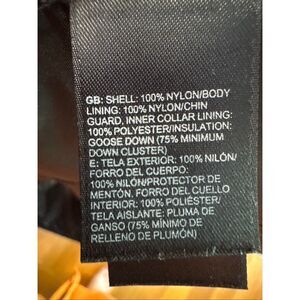 GB: SHELL: 100% NYLON/BODY
LINING: 100% NYLON/CHIN
GUARD, INNER COLLAR LINING:
100% POLYESTER/INSULATION:
GOOSE DOWN (75% MINIMUM
DOWN CLUSTER)
E: TELA EXTERIOR: 100% NILÓN/
FORRO DEL CUERPO:
100% NILÓN/PROTECTOR DE
MENTÓN, FORRO DEL CUELLO
INTERIOR: 100% POLIÉSTER/
TELA AISLANTE: PLUMA DE
GANSO (75% MÍNIMO DE
RELLENO DE PLUMÓN)